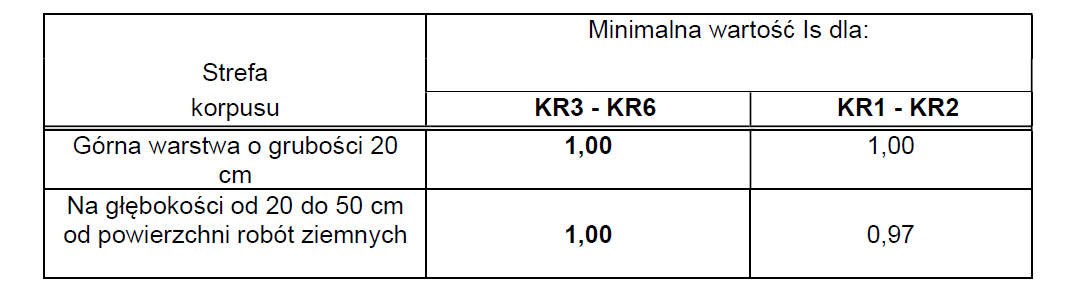 Minimalna wartość Is dla:
Strefa
korpusu
KR3 - KR6
KR1 - KR2
Górna warstwa o grubości 20
cm
1,00
1,00
Na głębokości od 20 do 50 cm
od powierzchni robót ziemnych
1,00
0,97